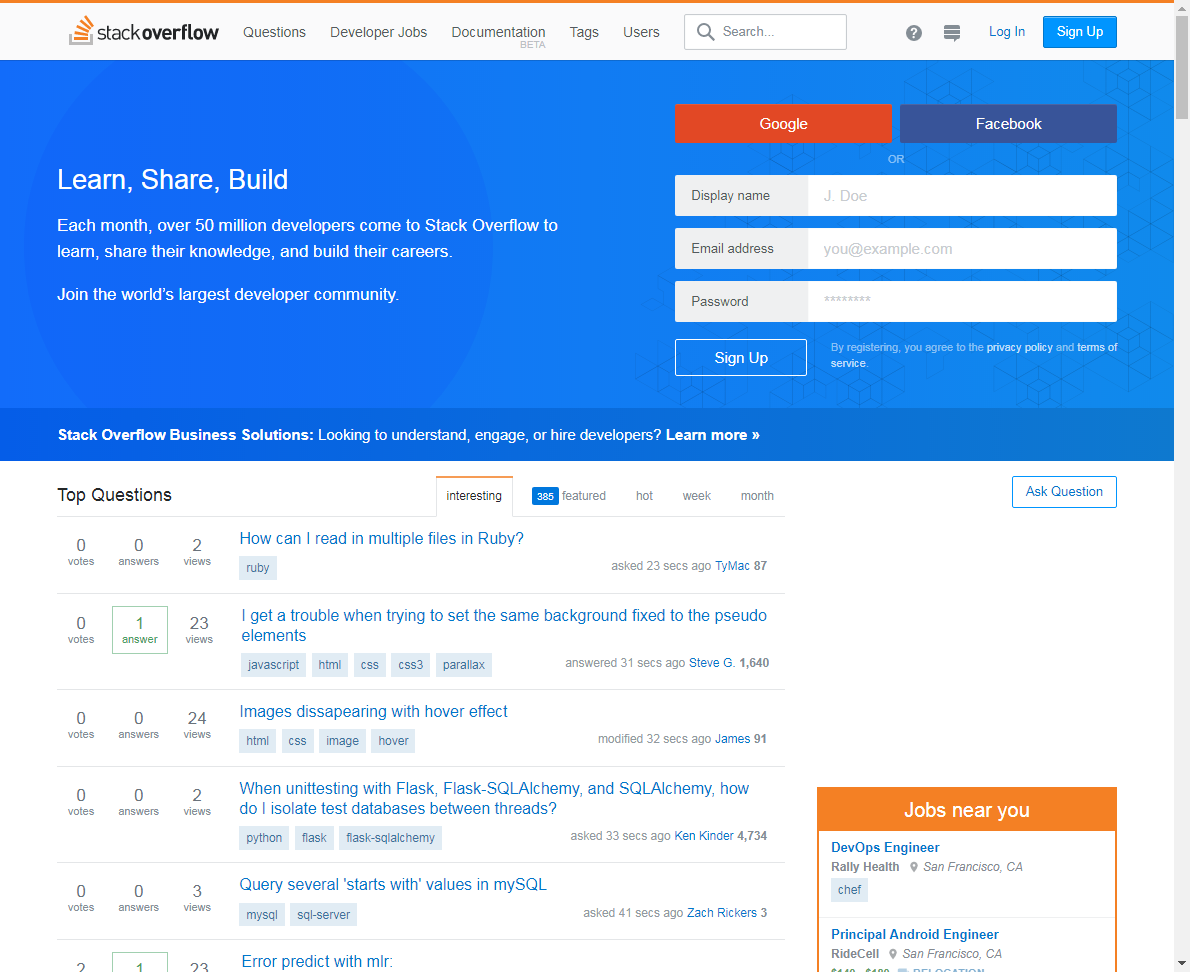 stackoverflow
Questions
Developer Jobs
Documentation
BETA
Tags
Users
Search...
Log In
Sign Up
Learn, Share, Build
Each month, over 50 million developers come to Stack Overflow to
learn, share their knowledge, and build their careers.
Join the world’s largest developer community.
Google
Facebook
OR
Display name
J. Doe
Email address
you@example.com
Password
********
Sign Up
By registering, you agree to the privacy policy and terms of
service.
Stack Overflow Business Solutions: Looking to understand, engage, or hire developers? Learn more »
Top Questions
interesting
385 featured
hot
week
month
Ask Question
0 0 2
votes answers views
How can I read in multiple files in Ruby?
ruby
asked 23 secs ago TyMac 87
0 1 23
votes answer views
I get a trouble when trying to set the same background fixed to the pseudo
elements
javascript html css css3 parallax
answered 31 secs ago Steve G. 1,640
0 0 24
votes answers views
Images dissapearing with hover effect
html css image hover
modified 32 secs ago James 91
0 0 2
votes answers views
When unittesting with Flask, Flask-SQLAlchemy, and SQLAlchemy, how
do I isolate test databases between threads?
python flask flask-sqlalchemy
asked 33 secs ago Ken Kinder 4,734
0 0 3
votes answers views
Query several 'starts with' values in mySQL
mysql sql-server
asked 41 secs ago Zach Rickers 3
2 1 23
Error predict with mlr:
Jobs near you
DevOps Engineer
Rally Health San Francisco, CA
chef
Principal Android Engineer
RideCell San Francisco, CA
RELOCATION